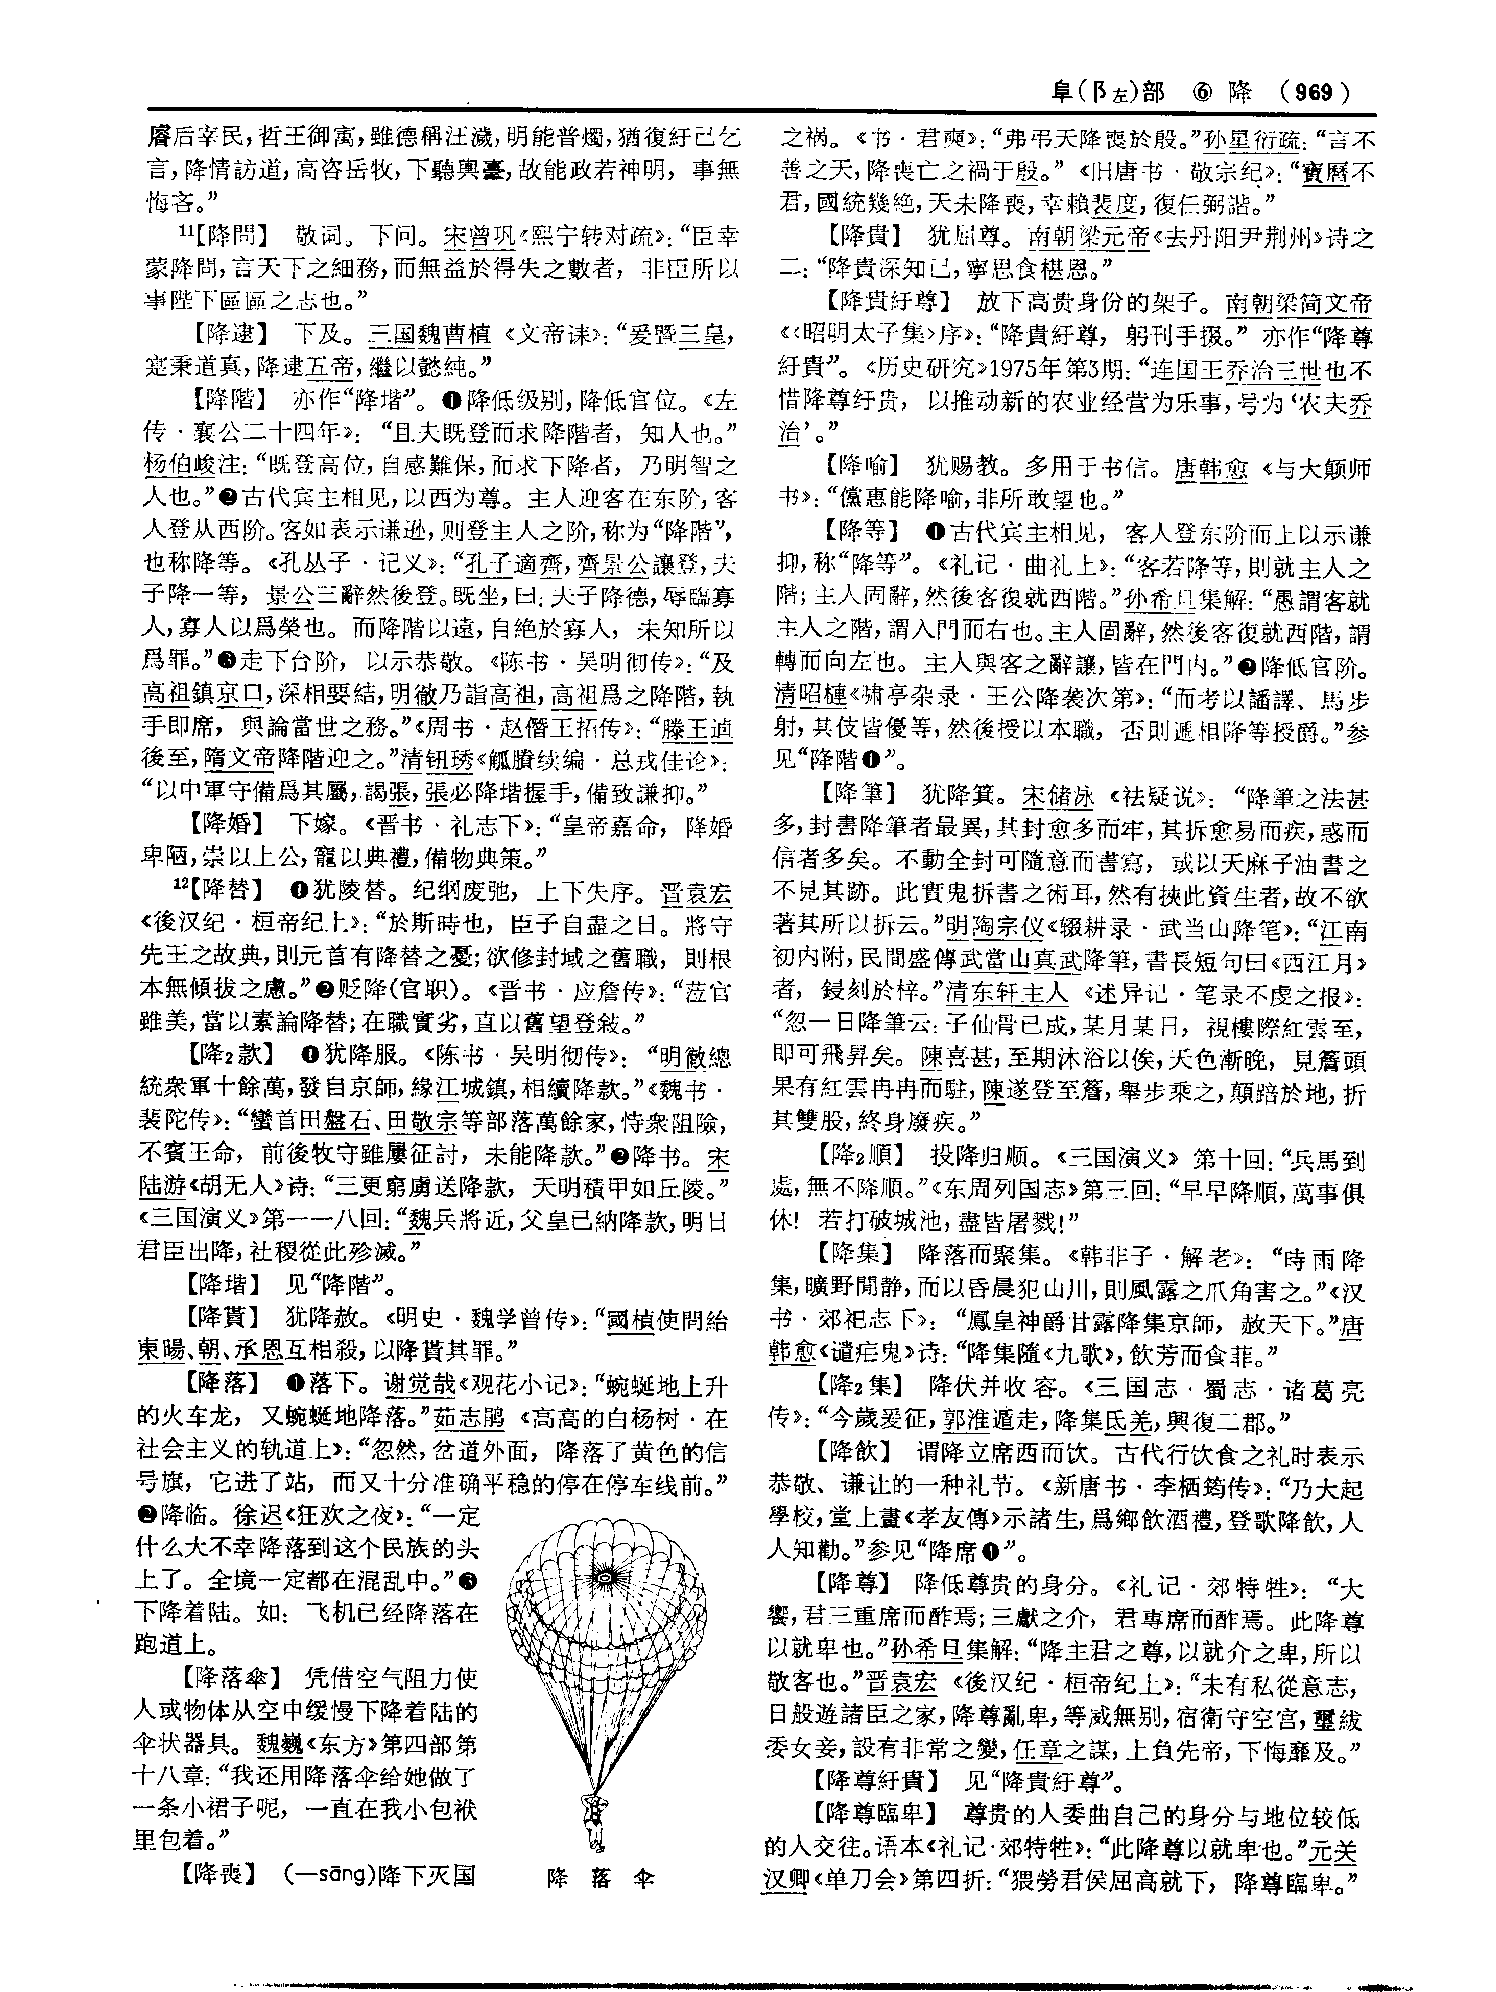 阜(阝左)部 ⑥ 降 (969)
后宰民，哲王御寓，雖德稱汪濊，明能普燭，猶復紆己乞
言，降情訪道，高咨岳牧，下聽輿臺，故能政若神明，事無
悔吝。”
11【降問】 敬词。下问。宋曾巩《熙宁转对疏》：“臣幸
蒙降問，言天下之細務，而無益於得失之數者，非臣所以
事陛下區區之志也。”
【降逮】 下及。三国魏曹植《文帝诔》：“爰暨三皇，
寔秉道真，降逮五帝，繼以懿純。”
【降階】 亦作“降堦”。❶降低级别，降低官位。《左
传·襄公二十四年》：“且夫既登而求降階者，知人也。”
杨伯峻注：“既登高位，自感難保，而求下降者，乃明智之
人也。”❷古代宾主相见，以西为尊。主人迎客在东阶，客
人登从西阶。客如表示谦逊，则登主人之阶，称为“降階”，
也称降等。《孔丛子·记义》：“孔子適齊，齊景公讓登，夫
子降一等，景公三辭然後登。既坐，曰：夫子降德，辱臨寡
人，寡人以爲榮也。而降階以遠，自絶於寡人，未知所以
爲罪。”❸走下台阶，以示恭敬。《陈书·吴明彻传》：“及
高祖鎮京口，深相要結，明徹乃詣高祖，高祖爲之降階，執
手即席，與論當世之務。”《周书·赵僭王招传》：“滕王逌
後至，隋文帝降階迎之。”清钮琇《觚賸续编·总戎佳论》：
“以中軍守備爲其屬，謁張，張必降堦握手，備致謙抑。”
【降婚】 下嫁。《晋书·礼志下》：“皇帝嘉命，降婚
卑陋，崇以上公，寵以典禮，備物典策。”
12【降替】 ❶犹陵替。纪纲废弛，上下失序。晋袁宏
《後汉纪·桓帝纪上》：“於斯時也，臣子自盡之日。將守
先王之故典，則元首有降替之憂；欲修封域之舊職，則根
本無傾拔之慮。”❷贬降(官职)。《晋书·应詹传》：“蒞官
雖美，當以素論降替；在職實劣，直以舊望登敍。”
【降₂款】 ❶犹降服。《陈书·吴明彻传》：“明徹總
統衆軍十餘萬，發自京師，緣江城鎮，相續降款。”《魏书·
裴陀传》：“蠻首田盤石、田敬宗等部落萬餘家，恃衆阻險，
不賓王命，前後牧守雖屢征討，未能降款。”❷降书。宋
陆游《胡无人》诗：“三更窮虜送降款，天明積甲如丘陵。”
《三国演义》第一一八回：“魏兵將近，父皇已納降款，明日
君臣出降，社稷從此殄滅。”
【降堦】 见“降階”。
【降貰】 犹降赦。《明史·魏学曾传》：“國楨使間紿
東暘、朝、承恩互相殺，以降貰其罪。”
【降落】 ❶落下。谢觉哉《观花小记》：“蜿蜒地上升
的火车龙，又蜿蜒地降落。”茹志鹃《高高的白杨树·在
社会主义的轨道上》：“忽然，岔道外面，降落了黄色的信
号旗，它进了站，而又十分准确平稳的停在停车线前。”
❷降临。徐迟《狂欢之夜》：“一定
什么大不幸降落到这个民族的头
上了。全境一定都在混乱中。”❸
下降着陆。如：飞机已经降落在
跑道上。
【降落傘】 凭借空气阻力使
人或物体从空中缓慢下降着陆的
伞状器具。魏巍《东方》第四部第
十八章：“我还用降落伞给她做了
一条小裙子呢，一直在我小包袱
里包着。”
【降喪】 (—sāng)降下灭国
降落伞
之祸。《书·君奭》：“弗弔天降喪於殷。”孙星衍疏：“言不
善之天，降喪亡之禍于殷。”《旧唐书·敬宗纪》：“寶曆不
君，國統幾絶，天未降喪，幸賴裴度，復任弼諧。”
【降貴】 犹屈尊。南朝梁元帝《去丹阳尹荆州》诗之
二：“降貴深知已，寧思食椹恩。”
【降貴紆尊】 放下高贵身份的架子。南朝梁简文帝
《〈昭明太子集〉序》：“降貴紆尊，躬刊手掇。”亦作“降尊
紆貴”。《历史研究》1975年第3期：“连国王乔治三世也不
惜降尊纡贵，以推动新的农业经营为乐事，号为‘农夫乔
治’。”
【降喻】 犹赐教。多用于书信。唐韩愈《与大颠师
书》：“儻惠能降喻，非所敢望也。”
【降等】 ❶古代宾主相见，客人登东阶而上以示谦
抑，称“降等”。《礼记·曲礼上》：“客若降等，則就主人之
階；主人固辭，然後客復就西階。”孙希旦集解：“愚謂客就
主人之階，謂入門而右也。主人固辭，然後客復就西階，謂
轉而向左也。主人與客之辭讓，皆在門内。”❷降低官阶。
清昭槤《啸亭杂录·王公降袭次第》：“而考以繙譯、馬步
射，其伎皆優等，然後授以本職，否則遞相降等授爵。”参
见“降階❶”。
【降筆】 犹降箕。宋储泳《祛疑说》：“降筆之法甚
多，封書降筆者最異，其封愈多而牢，其拆愈易而疾，惑而
信者多矣。不動全封可隨意而書寫，或以天麻子油書之
不見其跡。此實鬼拆書之術耳，然有挾此資生者，故不欲
著其所以拆云。”明陶宗仪《辍耕录·武当山降笔》：“江南
初内附，民間盛傳武當山真武降筆，書長短句曰《西江月》
者，鋟刻於梓。”清东轩主人《述异记·笔录不虔之报》：
“忽一日降筆云：子仙骨已成，某月某日，視樓際紅雲至，
即可飛昇矣。陳喜甚，至期沐浴以俟，天色漸晚，見簷頭
果有紅雲冉冉而駐，陳遂登至簷，舉步乘之，顛踣於地，折
其雙股，終身廢疾。”
【降₂順】 投降归顺。《三国演义》第十回：“兵馬到
處，無不降順。”《东周列国志》第三回：“早早降順，萬事俱
休！若打破城池，盡皆屠戮！”
【降集】 降落而聚集。《韩非子·解老》：“時雨降
集，曠野閒静，而以昏晨犯山川，則風露之爪角害之。”《汉
书·郊祀志下》：“鳳皇神爵甘露降集京師，赦天下。”唐
韩愈《谴疟鬼》诗：“降集隨《九歌》，飲芳而食菲。”
【降₂集】 降伏并收容。《三国志·蜀志·诸葛亮
传》：“今歲爰征，郭淮遁走，降集氐羌，興復二郡。”
【降飲】 谓降立席西而饮。古代行饮食之礼时表示
恭敬、谦让的一种礼节。《新唐书·李栖筠传》：“乃大起
學校，堂上畫《孝友傳》示諸生，爲鄉飲酒禮，登歌降飲，人
人知勸。”参见“降席❶”。
【降尊】 降低尊贵的身分。《礼记·郊特牲》：“大
饗，君三重席而酢焉；三獻之介，君專席而酢焉。此降尊
以就卑也。”孙希旦集解：“降主君之尊，以就介之卑，所以
敬客也。”晋袁宏《後汉纪·桓帝纪上》：“未有私從意志，
日般遊諸臣之家，降尊亂卑，等威無别，宿衛守空宫，璽紱
委女妾，設有非常之變，任章之謀，上負先帝，下悔靡及。”
【降尊紆貴】 见“降貴紆尊”。
【降尊臨卑】 尊贵的人委曲自己的身分与地位较低
的人交往。语本《礼记·郊特牲》：“此降尊以就卑也。”元关
汉卿《单刀会》第四折：“猥勞君侯屈高就下，降尊臨卑。”